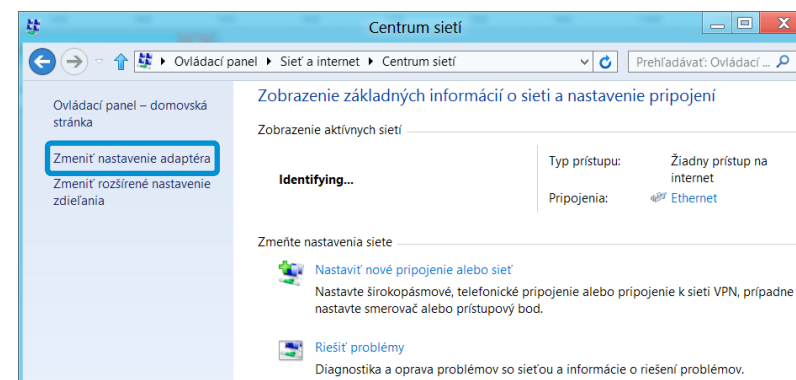 Centrum sietí
Ovládací panel Sieť a internet Centrum sietí
Prehľadávať: Ovládací ...
Ovládací panel – domovská
stránka
Zmeniť nastavenie adaptéra
Zmeniť rozšírené nastavenie
zdieľania
Zobrazenie základných informácií o sieti a nastavenie pripojení
Zobrazenie aktívnych sietí
Identifying...
Typ prístupu: Žiadny prístup na
internet
Pripojenia: Ethernet
Zmeňte nastavenia siete
Nastaviť nové pripojenie alebo sieť
Nastavte širokopásmové, telefonické pripojenie alebo pripojenie k sieti VPN, prípadne
nastavte smerovač alebo prístupový bod.
Riešiť problémy
Diagnostika a oprava problémov so sieťou a informácie o riešení problémov.